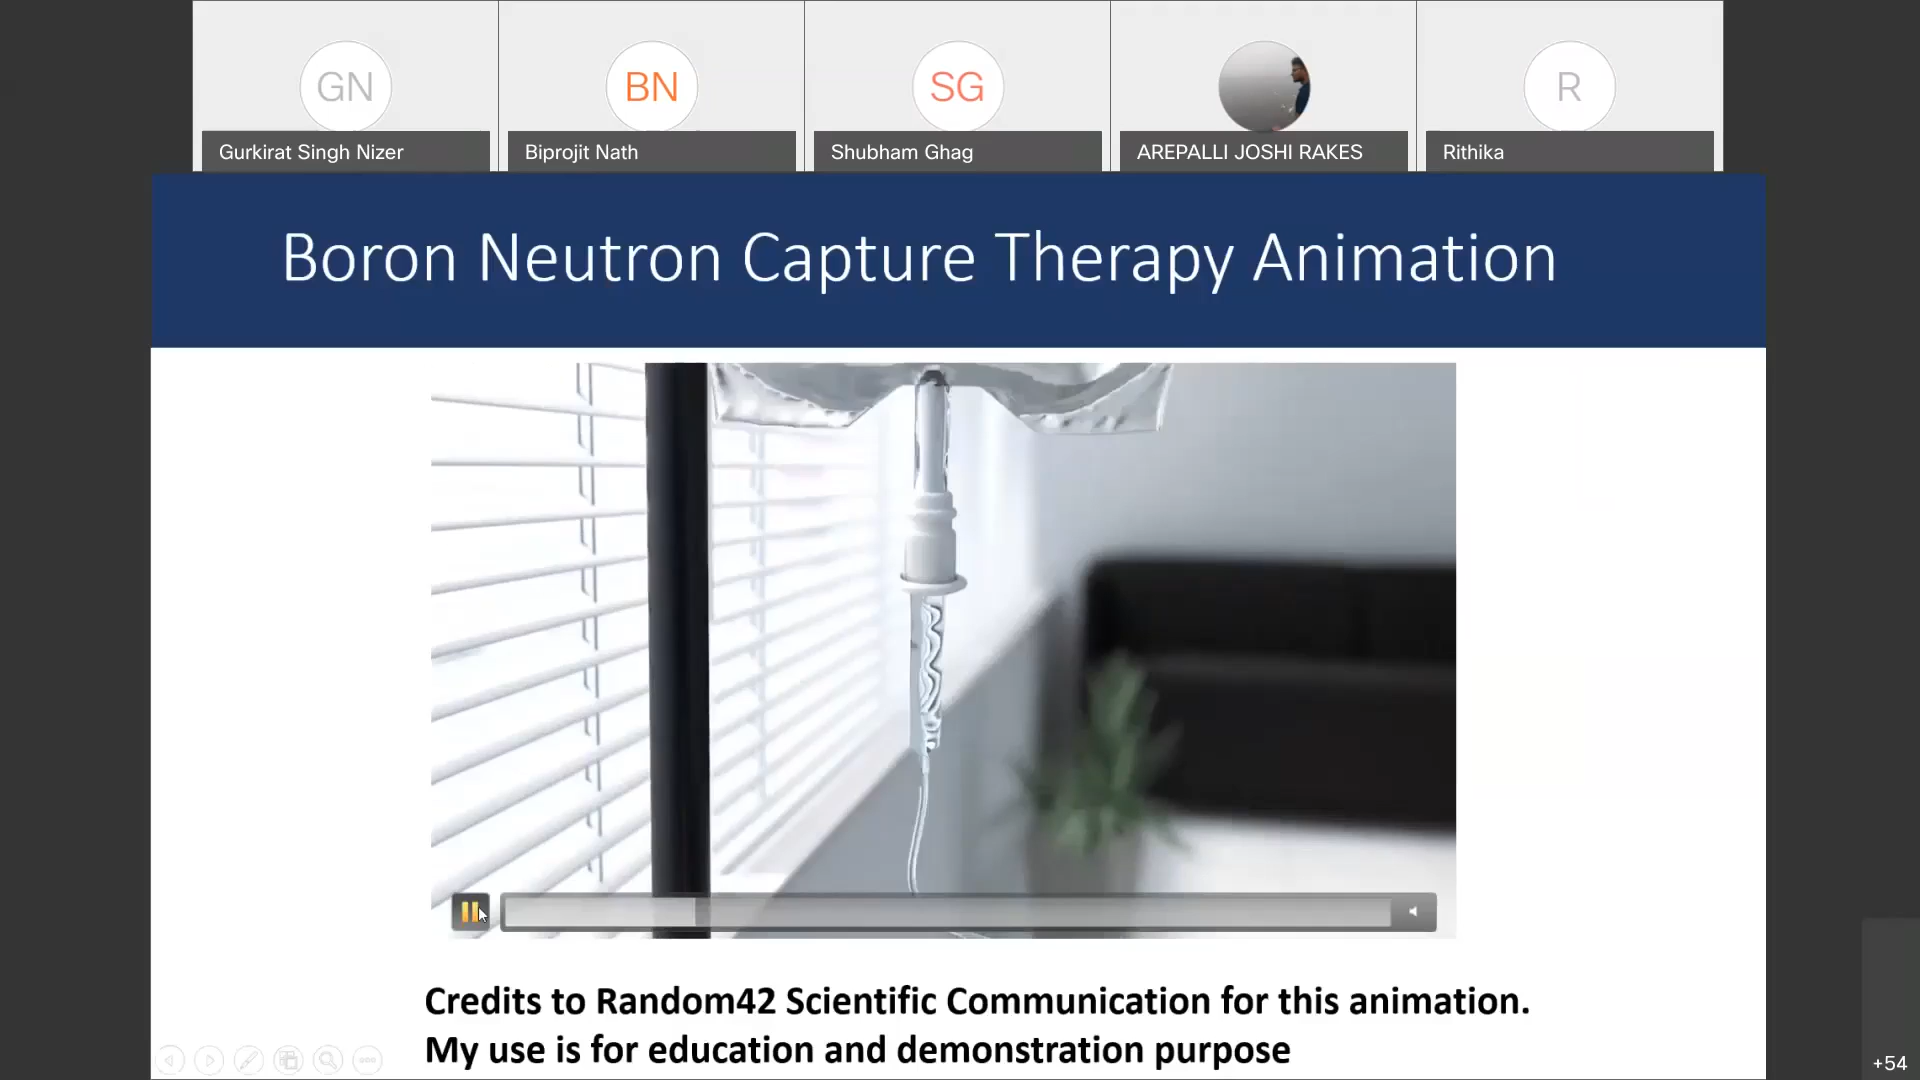 GN
BN
SG
R
Gurkirat Singh Nizer
Biprojit Nath
Shubham Ghag
AREPALLI JOSHI RAKES
Rithika
Boron Neutron Capture Therapy Animation
Credits to Random42 Scientific Communication for this animation.
My use is for education and demonstration purpose
+54